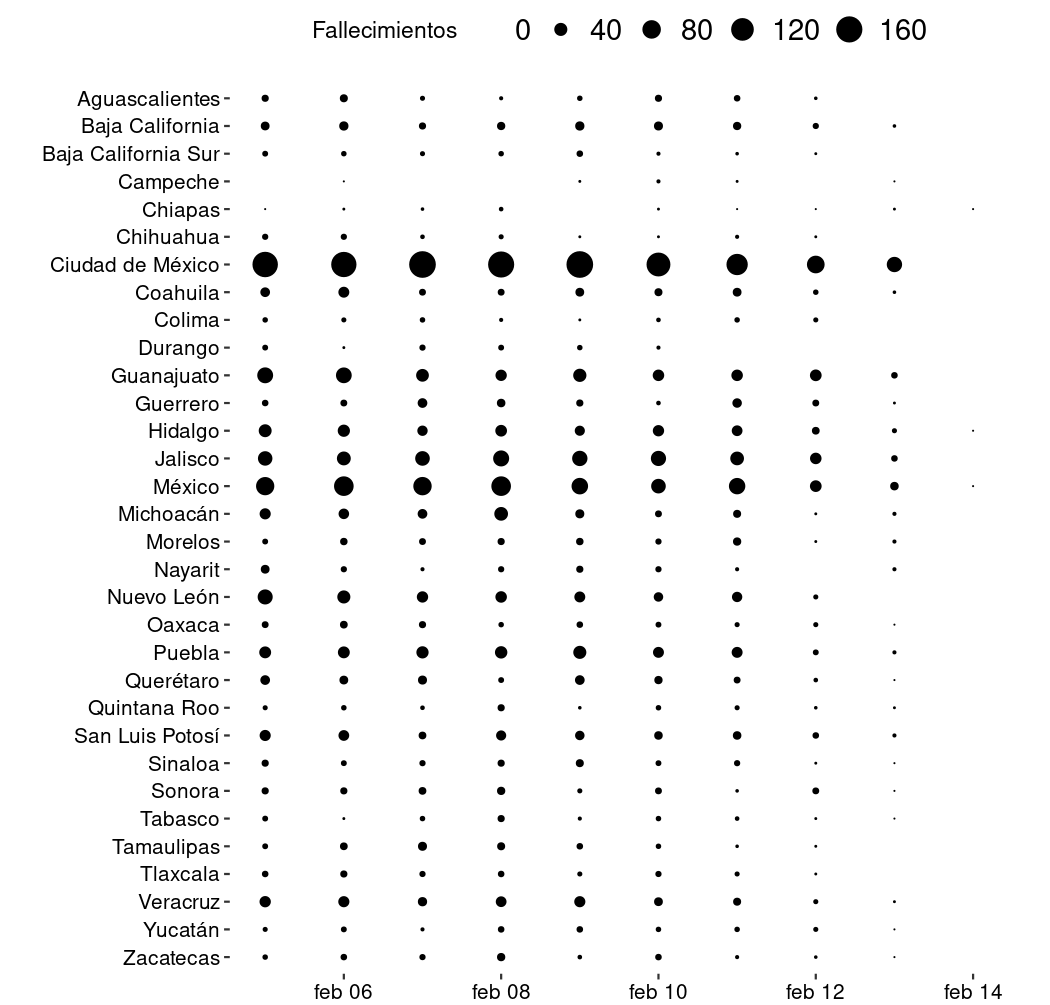 Fallecimientos 0 40 80 120 160
Aguascalientes
Baja California
Baja California Sur
Campeche
Chiapas
Chihuahua
Ciudad de México
Coahuila
Colima
Durango
Guanajuato
Guerrero
Hidalgo
Jalisco
México
Michoacán
Morelos
Nayarit
Nuevo León
Oaxaca
Puebla
Querétaro
Quintana Roo
San Luis Potosí
Sinaloa
Sonora
Tabasco
Tamaulipas
Tlaxcala
Veracruz
Yucatán
Zacatecas
feb 06 feb 08 feb 10 feb 12 feb 14